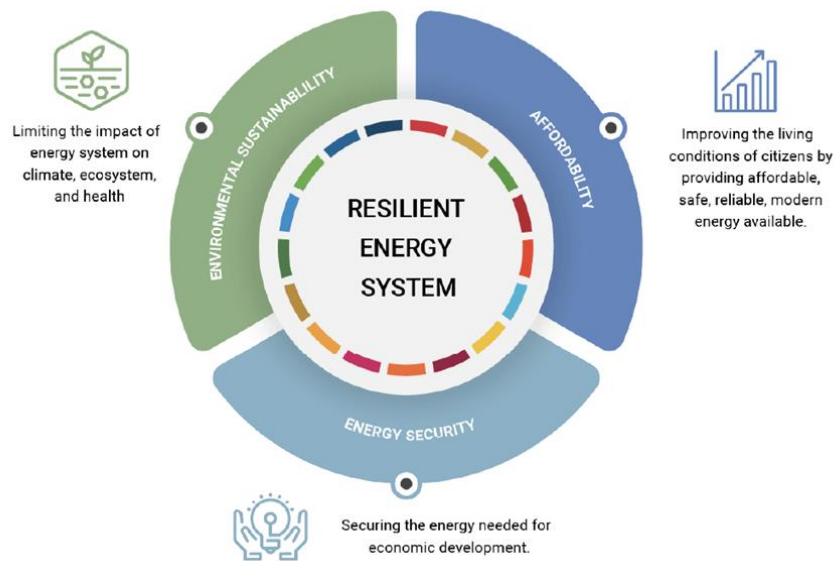 ENVIRONMENTAL SUSTAINABLILITY
Limiting the impact of
energy system on
climate, ecosystem,
and health
AFFORDABILITY
Improving the living
conditions of citizens by
providing affordable,
safe, reliable, modern
energy available.
RESILIENT
ENERGY
SYSTEM
ENERGY SECURITY
Securing the energy needed for
economic development.